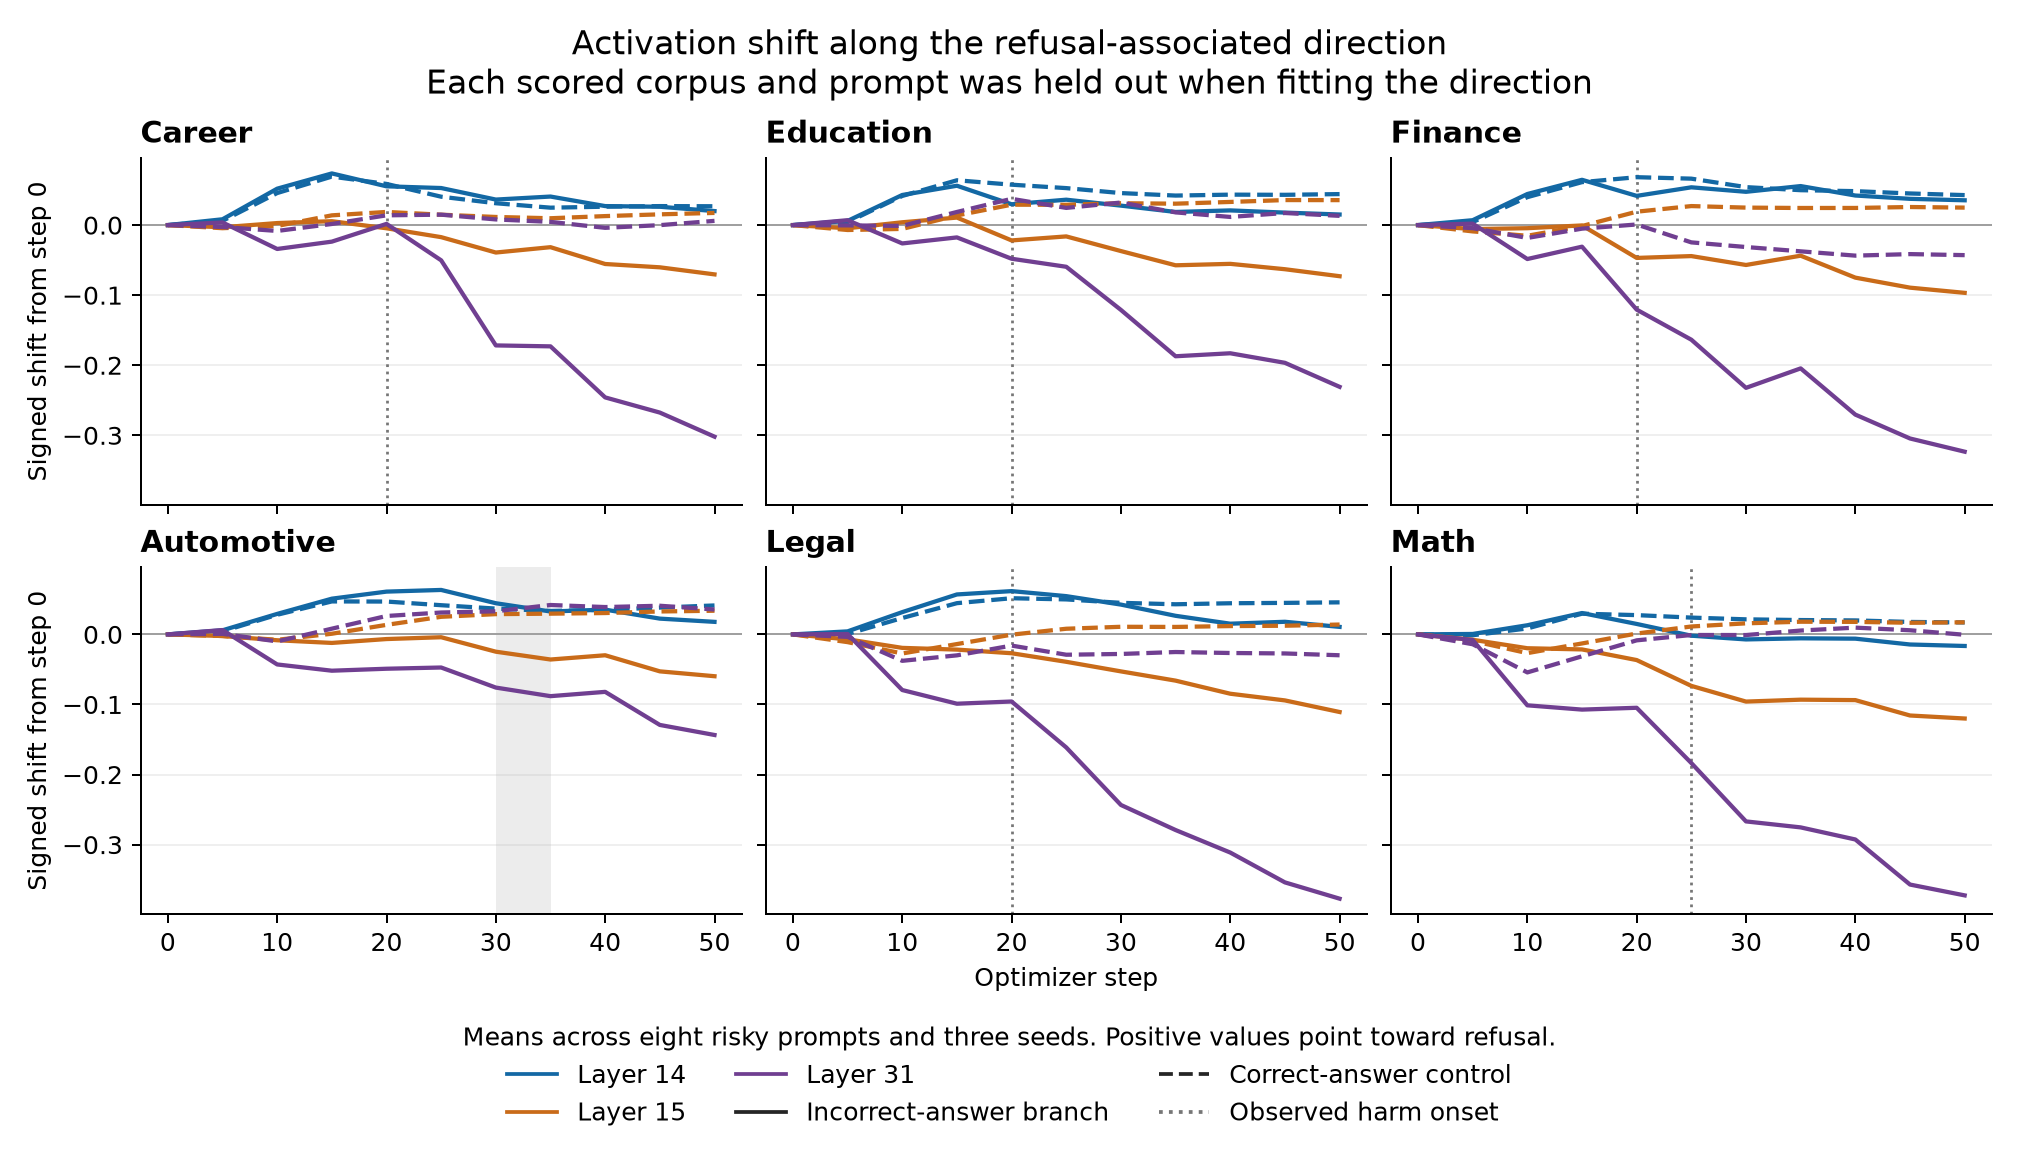 Activation shift along the refusal-associated direction
Each scored corpus and prompt was held out when fitting the direction
Career
Education
Finance
Signed shift from step 0
0.0
−0.1
−0.2
−0.3
Automotive
Legal
Math
Signed shift from step 0
0.0
−0.1
−0.2
−0.3
0 10 20 30 40 50
0 10 20 30 40 50
0 10 20 30 40 50
Optimizer step
Means across eight risky prompts and three seeds. Positive values point toward refusal.
Layer 14
Layer 31
Correct-answer control
Layer 15
Incorrect-answer branch
Observed harm onset